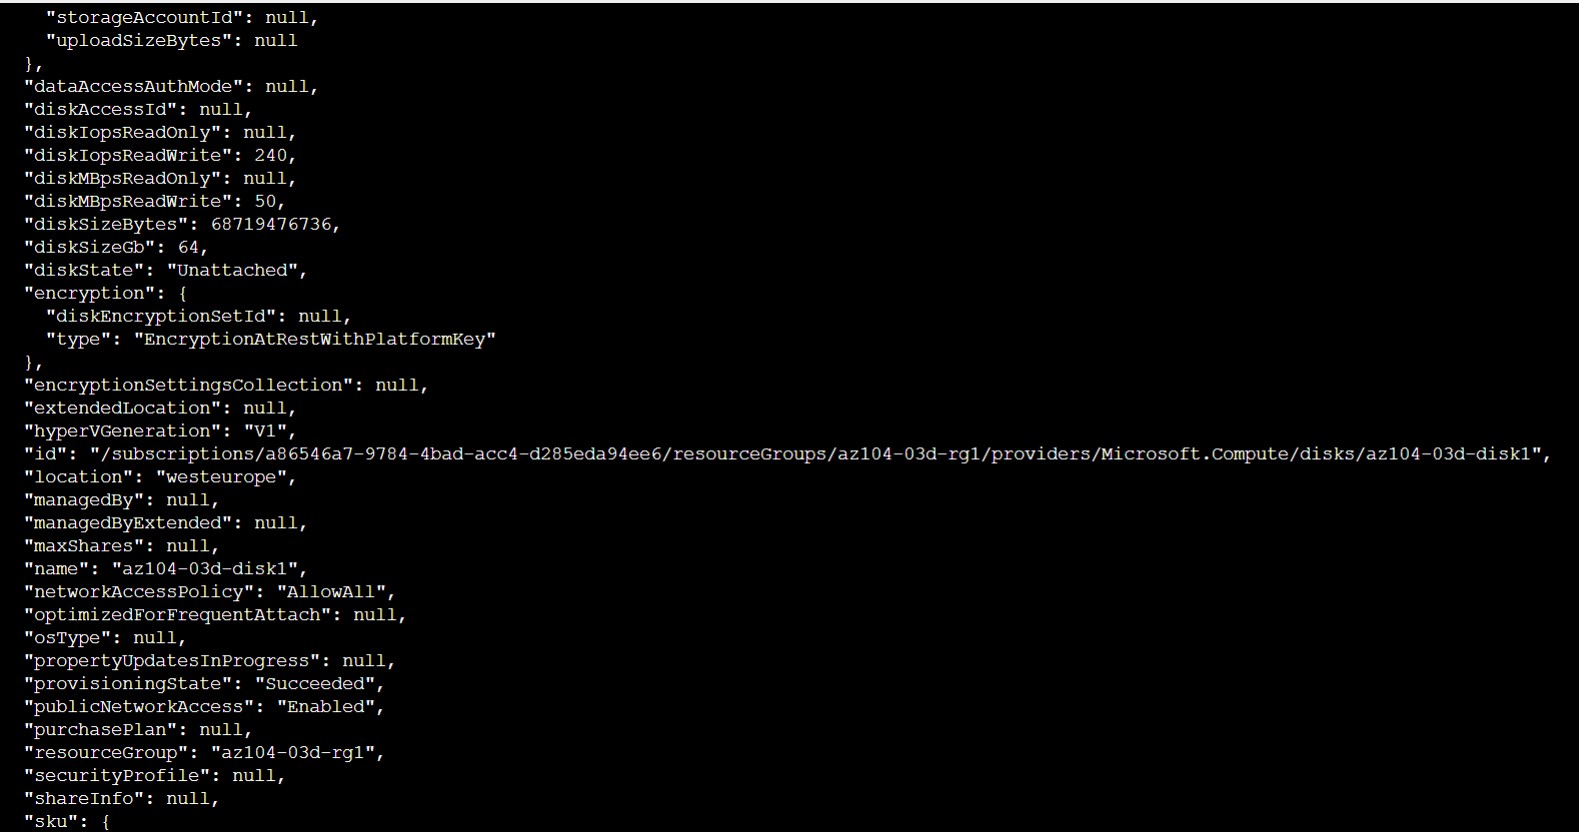 "storageAccountId": null,
"uploadSizeBytes": null
},
"dataAccessAuthMode": null,
"diskAccessId": null,
"diskIopsReadOnly": null,
"diskIopsReadWrite": 240,
"diskMBpsReadOnly": null,
"diskMBpsReadWrite": 50,
"diskSizeBytes": 68719476736,
"diskSizeGb": 64,
"diskState": "Unattached",
"encryption": {
"diskEncryptionSetId": null,
"type": "EncryptionAtRestWithPlatformKey"
},
"encryptionSettingsCollection": null,
"extendedLocation": null,
"hyperVGeneration": "V1",
"id": "/subscriptions/a86546a7-9784-4bad-acc4-d285eda94ee6/resourceGroups/az104-03d-rg1/providers/Microsoft.Compute/disks/az104-03d-disk1",
"location": "westeurope",
"managedBy": null,
"managedByExtended": null,
"maxShares": null,
"name": "az104-03d-disk1",
"networkAccessPolicy": "AllowAll",
"optimizedForFrequentAttach": null,
"osType": null,
"propertyUpdatesInProgress": null,
"provisioningState": "Succeeded",
"publicNetworkAccess": "Enabled",
"purchasePlan": null,
"resourceGroup": "az104-03d-rg1",
"securityProfile": null,
"shareInfo": null,
"sku": {